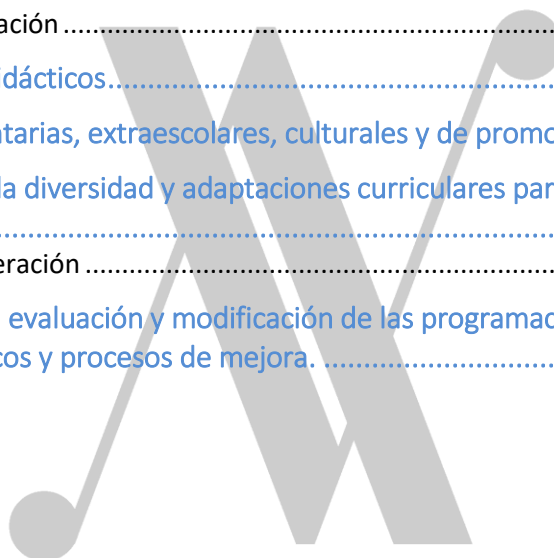 ación ........................................................................
idácticos......................................................................
tarias, extraescolares, culturales y de promo
la diversidad y adaptaciones curriculares par
................................................................................
eración .....................................................................
evaluación y modificación de las programac
cos y procesos de mejora. ......................................